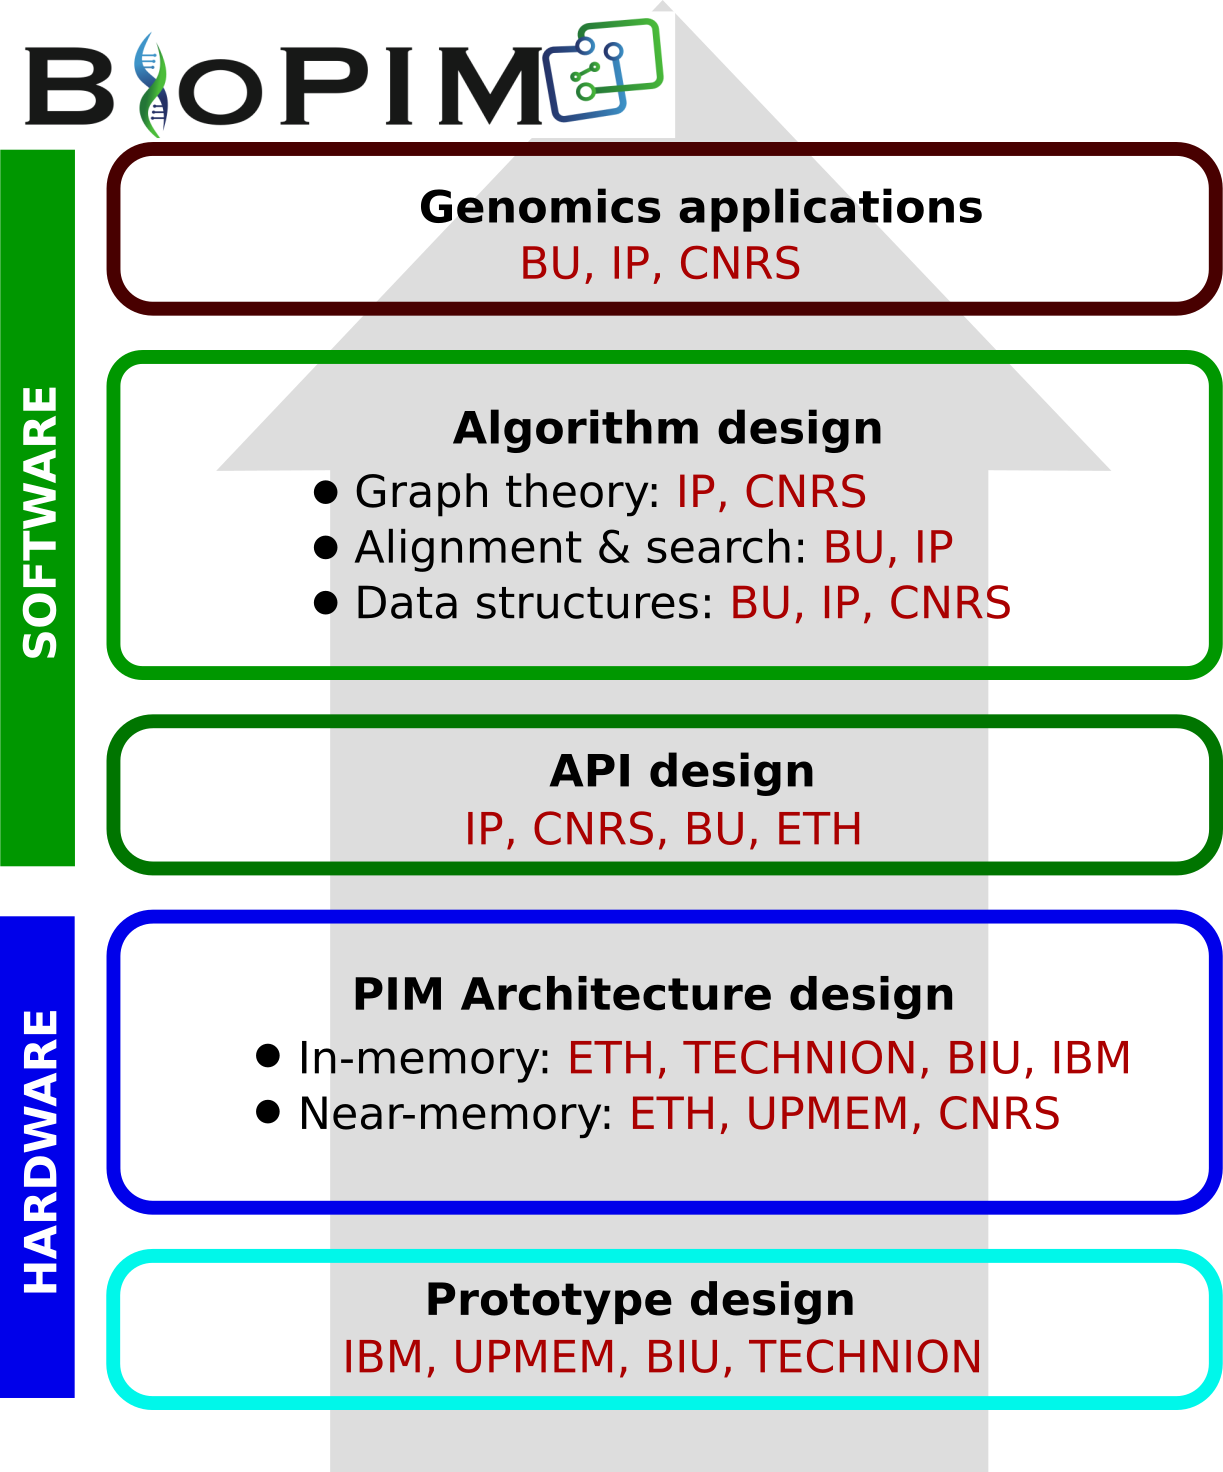 BIOPIM
SOFTWARE
Genomics applications
BU, IP, CNRS
Algorithm design
● Graph theory: IP, CNRS
● Alignment & search: BU, IP
● Data structures: BU, IP, CNRS
API design
IP, CNRS, BU, ETH
HARDWARE
PIM Architecture design
● In-memory: ETH, TECHNION, BIU, IBM
● Near-memory: ETH, UPMEM, CNRS
Prototype design
IBM, UPMEM, BIU, TECHNION